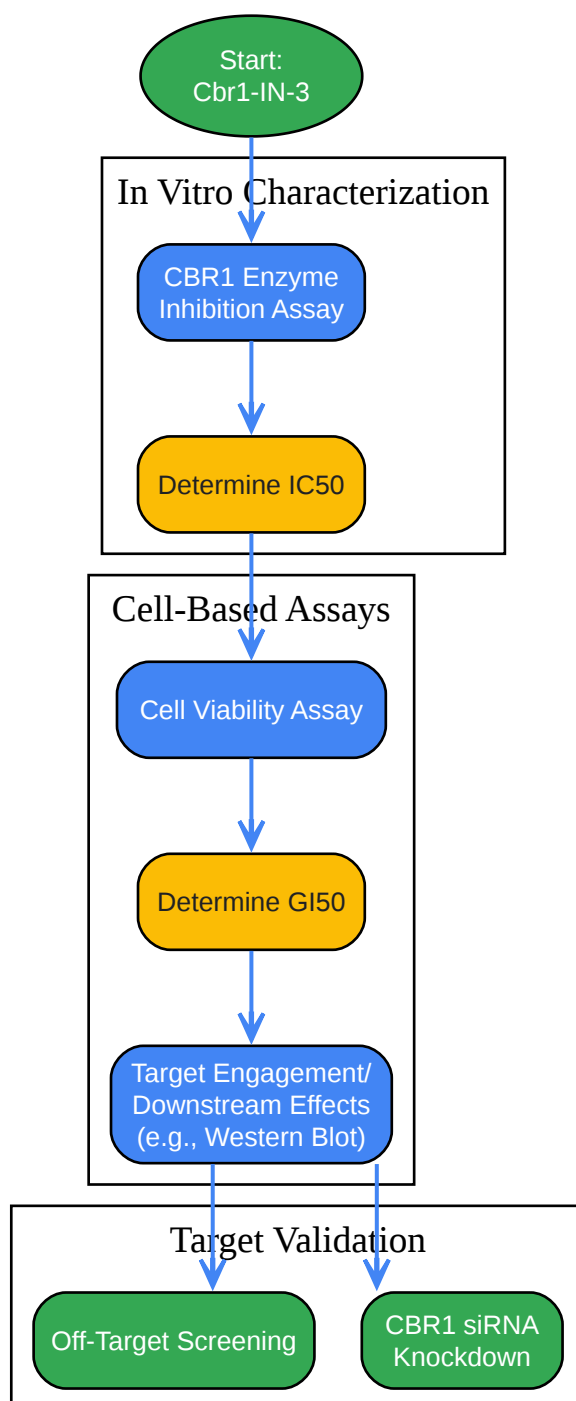 Start:
Cbr1-IN-3
In Vitro Characterization
CBR1 Enzyme
Inhibition Assay
Determine IC50
Cell-Based Assays
Cell Viability Assay
Determine GI50
Target Engagement/
Downstream Effects
(e.g., Western Blot)
Target Validation
Off-Target Screening
CBR1 siRNA
Knockdown